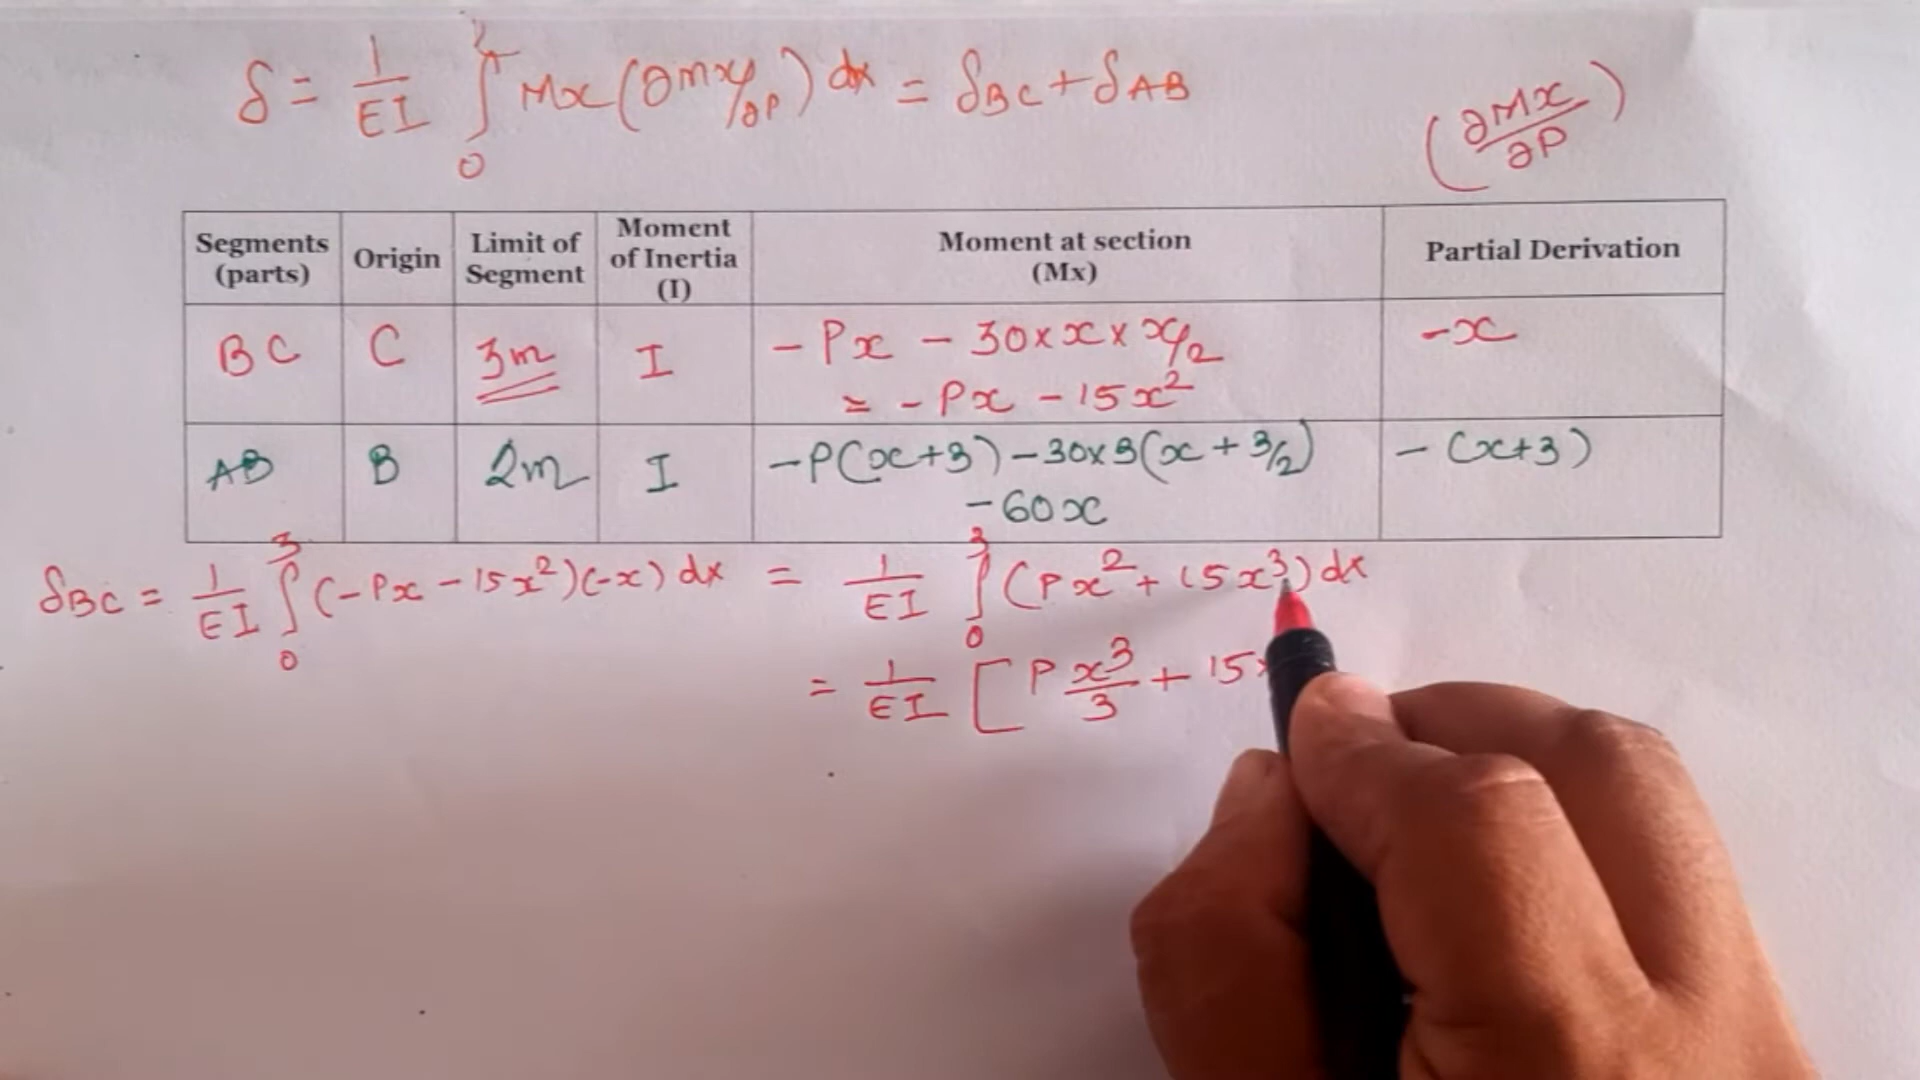 δ = 1/EI ∫₀ᴸ Mx (∂Mx/∂P) dx = δBC + δAB
(∂Mx/∂P)
Segments (parts) | Origin | Limit of Segment | Moment of Inertia (I) | Moment at section (Mx) | Partial Derivation
BC | C | 3m | I | - Px - 30 × x × x/2 | -x
= - Px - 15x²
AB | B | 2m | I | -P(x+3) - 30×3(x + 3/2) | - (x+3)
- 60x
δBC = 1/EI ∫₀³ (-Px - 15x²)(-x) dx = 1/EI ∫₀³ (Px² + 15x³) dx
= 1/EI [P x³/3 + 15